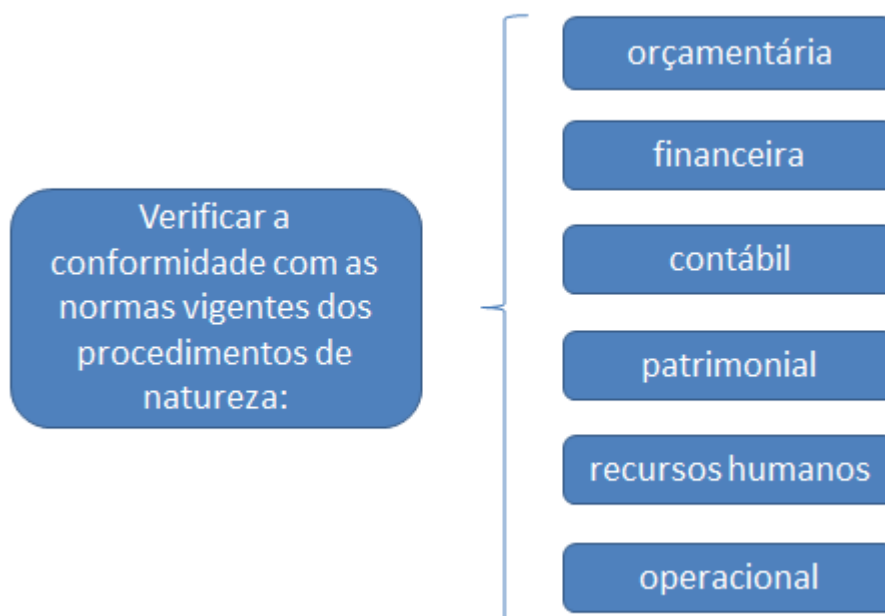 Verificar a
conformidade com as
normas vigentes dos
procedimentos de
natureza:
orçamentária
financeira
contábil
patrimonial
recursos humanos
operacional